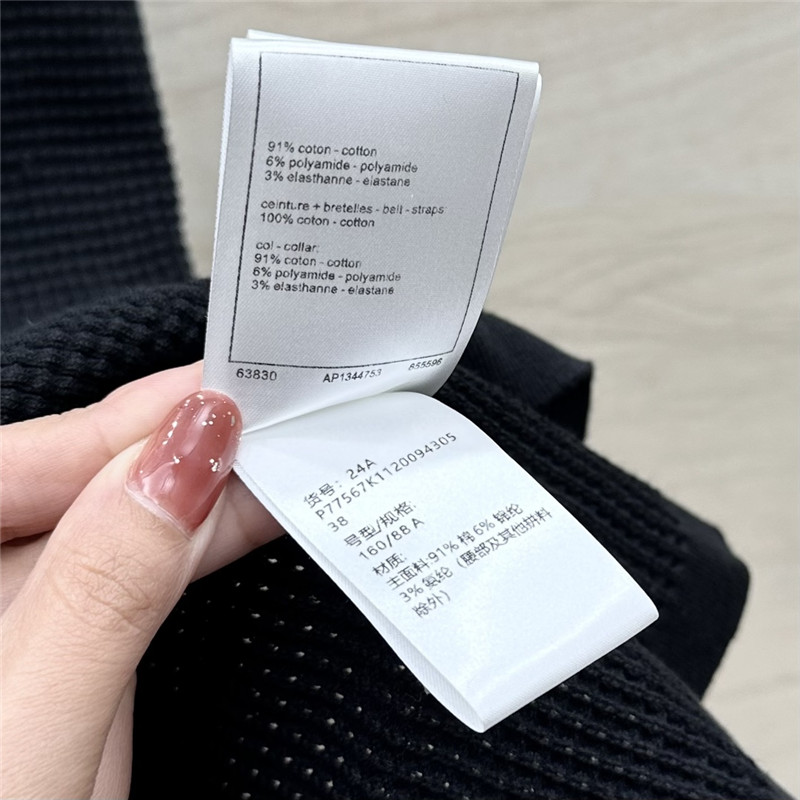 91% coton - cotton
6% polyamide - polyamide
3% elasthanne - elastane
ceinture + bretelles - belt - straps:
100% coton - cotton
col - collar:
91% coton - cotton
6% polyamide - polyamide
3% elasthanne - elastane
63830 AP1344753 855596
货号: 24A
P77567K1120094305
38
号型/规格:
160/88A
材质:
主面料:91% 棉 6% 锦纶
3% 氨纶 (腰部及其他拼料
除外)